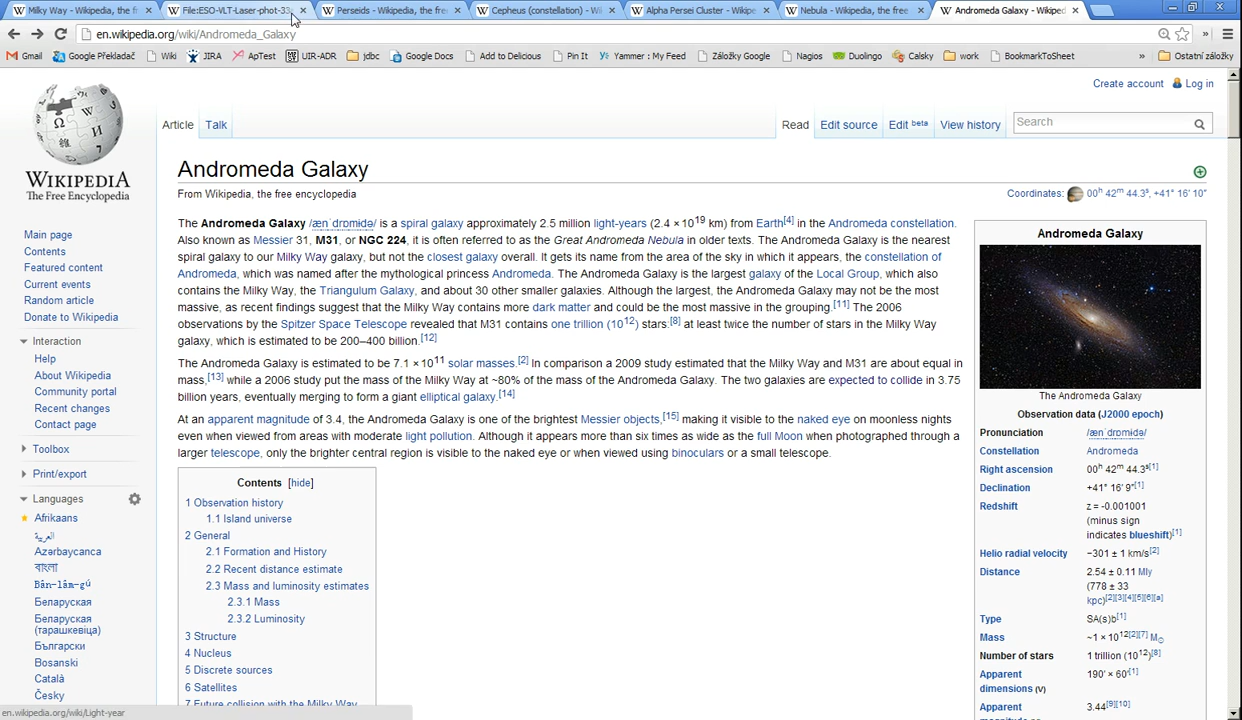 Milky Way - Wikipedia, the fr
File:ESO-VLT-Laser-phot-33
Perseids - Wikipedia, the fre
Cepheus (constellation) - Wi
Alpha Persei Cluster - Wikipe
Nebula - Wikipedia, the free
Andromeda Galaxy - Wikiped
en.wikipedia.org/wiki/Andromeda_Galaxy
Gmail
Google Překladač
Wiki
JIRA
ApTest
UIR-ADR
jdbc
Google Docs
Add to Delicious
Pin It
Yammer : My Feed
Záložky Google
Nagios
Duolingo
Calsky
work
BookmarkToSheet
»
Ostatní záložky
Create account
Log in
Article
Talk
Read
Edit source
Edit beta
View history
Search
WIKIPEDIA
The Free Encyclopedia
Main page
Contents
Featured content
Current events
Random article
Donate to Wikipedia
Interaction
Help
About Wikipedia
Community portal
Recent changes
Contact page
Toolbox
Print/export
Languages
Afrikaans
العربية
Azərbaycanca
বাংলা
Bân-lâm-gú
Беларуская
Беларуская
(тарашкевіца)
Български
Bosanski
Català
Česky
en.wikipedia.org/wiki/Light-year
Andromeda Galaxy
From Wikipedia, the free encyclopedia
Coordinates: 00h 42m 44.3s, +41° 16′ 10″
The Andromeda Galaxy /ænˈdrɒmɨdə/ is a spiral galaxy approximately 2.5 million light-years (2.4 × 10^19 km) from Earth[4] in the Andromeda constellation.
Also known as Messier 31, M31, or NGC 224, it is often referred to as the Great Andromeda Nebula in older texts. The Andromeda Galaxy is the nearest
spiral galaxy to our Milky Way galaxy, but not the closest galaxy overall. It gets its name from the area of the sky in which it appears, the constellation of
Andromeda, which was named after the mythological princess Andromeda. The Andromeda Galaxy is the largest galaxy of the Local Group, which also
contains the Milky Way, the Triangulum Galaxy, and about 30 other smaller galaxies. Although the largest, the Andromeda Galaxy may not be the most
massive, as recent findings suggest that the Milky Way contains more dark matter and could be the most massive in the grouping.[11] The 2006
observations by the Spitzer Space Telescope revealed that M31 contains one trillion (10^12) stars:[8] at least twice the number of stars in the Milky Way
galaxy, which is estimated to be 200–400 billion.[12]
The Andromeda Galaxy is estimated to be 7.1 × 10^11 solar masses.[2] In comparison a 2009 study estimated that the Milky Way and M31 are about equal in
mass,[13] while a 2006 study put the mass of the Milky Way at ~80% of the mass of the Andromeda Galaxy. The two galaxies are expected to collide in 3.75
billion years, eventually merging to form a giant elliptical galaxy.[14]
At an apparent magnitude of 3.4, the Andromeda Galaxy is one of the brightest Messier objects,[15] making it visible to the naked eye on moonless nights
even when viewed from areas with moderate light pollution. Although it appears more than six times as wide as the full Moon when photographed through a
larger telescope, only the brighter central region is visible to the naked eye or when viewed using binoculars or a small telescope.
Contents [hide]
1 Observation history
1.1 Island universe
2 General
2.1 Formation and History
2.2 Recent distance estimate
2.3 Mass and luminosity estimates
2.3.1 Mass
2.3.2 Luminosity
3 Structure
4 Nucleus
5 Discrete sources
6 Satellites
7 Future collision with the Milky Way
Andromeda Galaxy
The Andromeda Galaxy
Observation data (J2000 epoch)
Pronunciation /ænˈdrɒmɨdə/
Constellation Andromeda
Right ascension 00h 42m 44.3s[1]
Declination +41° 16′ 9″[1]
Redshift z = -0.001001
(minus sign
indicates blueshift)[1]
Helio radial velocity −301 ± 1 km/s[2]
Distance 2.54 ± 0.11 Mly
(778 ± 33
kpc)[2][3][4][5][6][a]
Type SA(s)b[1]
Mass ~1 × 10^12[2][7] M☉
Number of stars 1 trillion (10^12)[8]
Apparent 190′ × 60′[1]
dimensions (V)
Apparent 3.44[9][10]